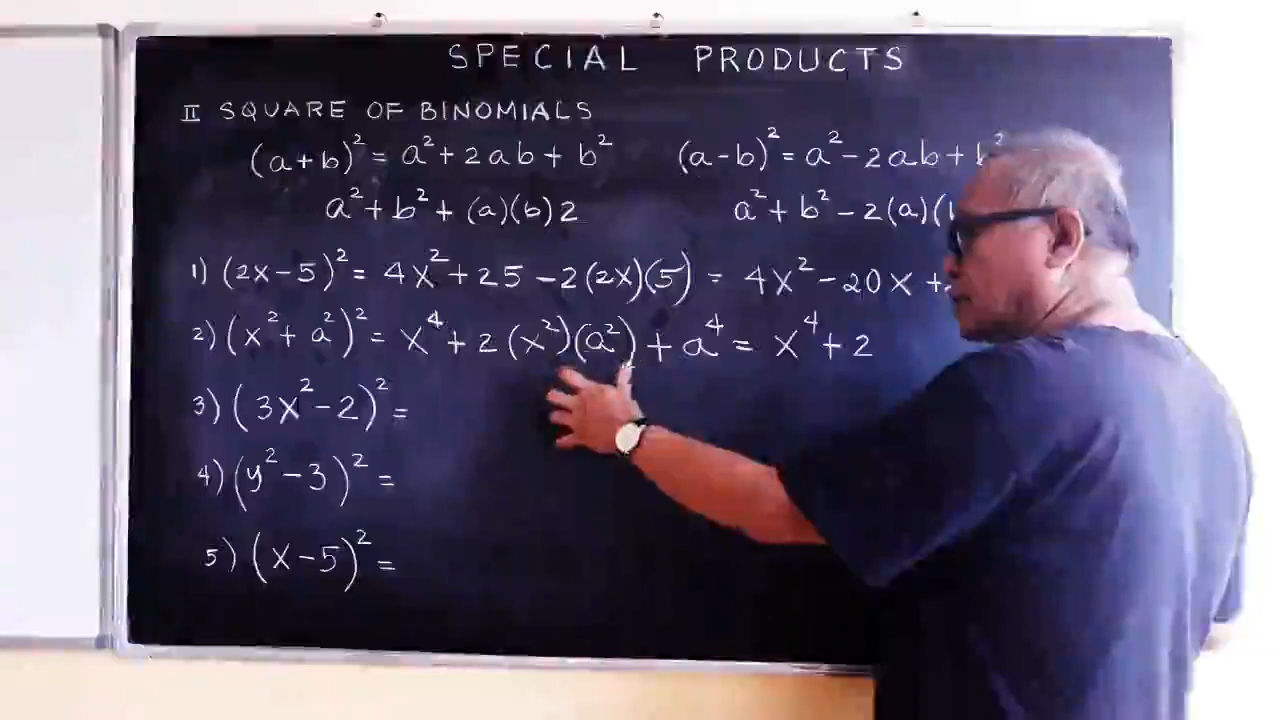 SPECIAL PRODUCTS
II SQUARE OF BINOMIALS
(a+b)² = a² + 2ab + b²
(a-b)² = a² - 2ab + b²
a² + b² + (a)(b)2
a² + b² - 2(a)(
1) (2x-5)² = 4x² + 25 - 2(2x)(5) = 4x² - 20x +
2) (x² + a²)² = x⁴ + 2(x²)(a²) + a⁴ = x⁴ + 2
3) (3x² - 2)² =
4) (y² - 3)² =
5) (x - 5)² =